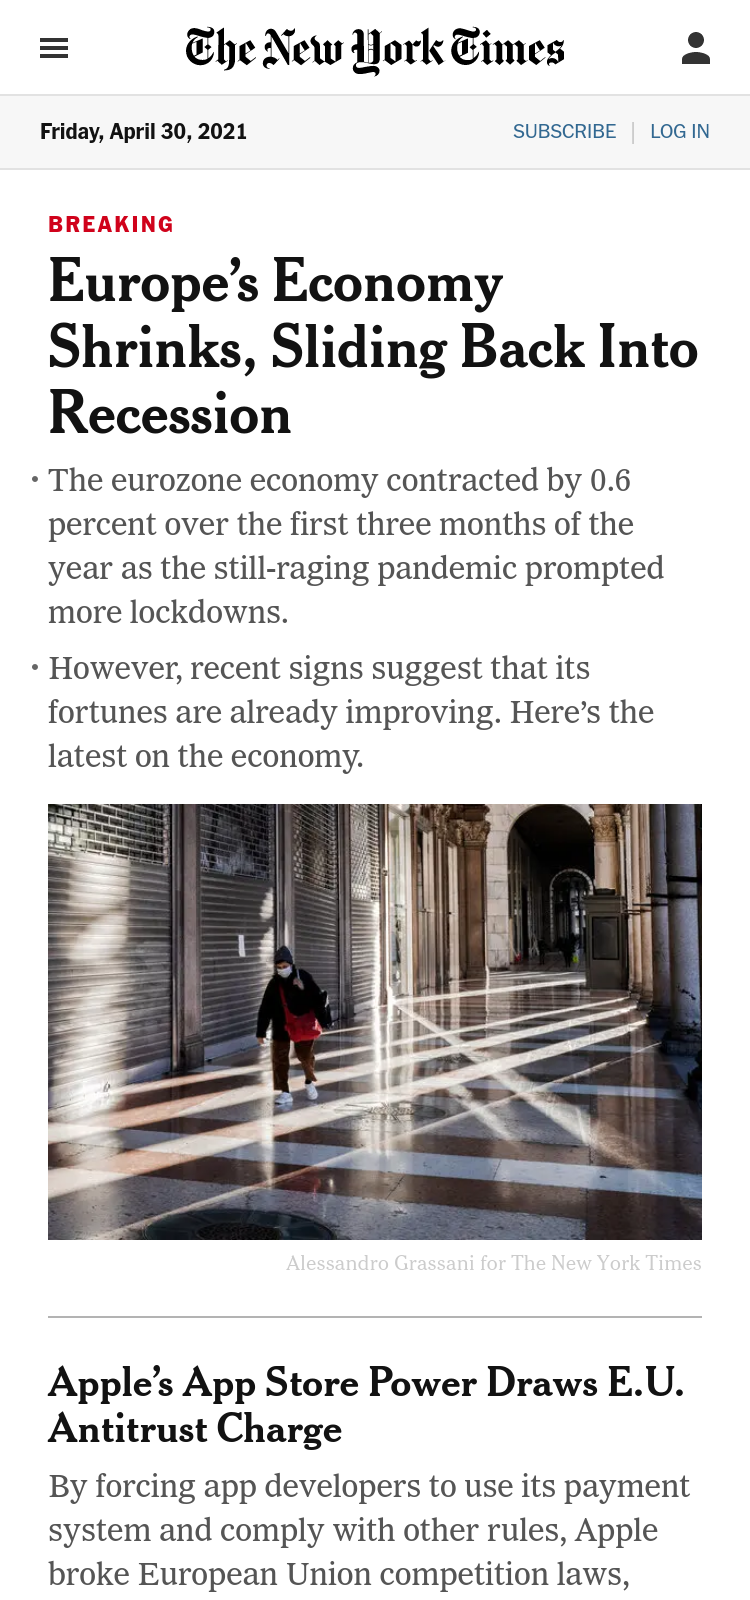 The New York Times
Friday, April 30, 2021
SUBSCRIBE | LOG IN
BREAKING
Europe’s Economy
Shrinks, Sliding Back Into
Recession
• The eurozone economy contracted by 0.6
percent over the first three months of the
year as the still-raging pandemic prompted
more lockdowns.
• However, recent signs suggest that its
fortunes are already improving. Here’s the
latest on the economy.
Alessandro Grassani for The New York Times
Apple’s App Store Power Draws E.U.
Antitrust Charge
By forcing app developers to use its payment
system and comply with other rules, Apple
broke European Union competition laws,